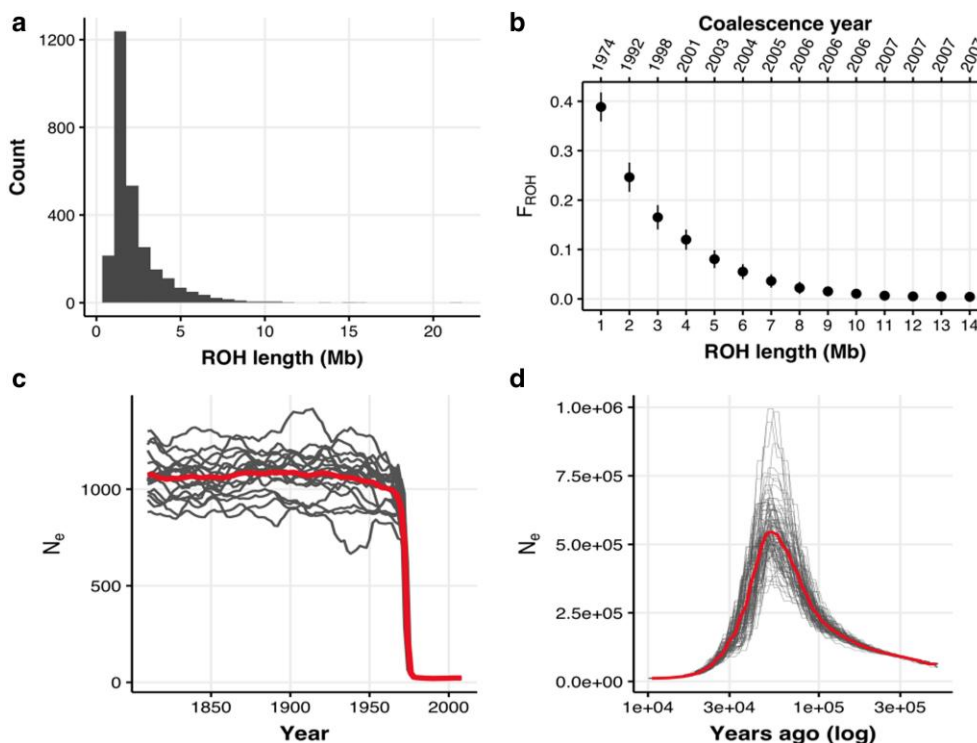 a
1200
800
400
0
Count
0 5 10 15 20
ROH length (Mb)
b
Coalescence year
1974 1992 1998 2001 2003 2004 2005 2006 2006 2006 2007 2007 2007
0.4
0.3
0.2
0.1
0.0
FROH
1 2 3 4 5 6 7 8 9 10 11 12 13 14
ROH length (Mb)
c
1000
500
0
Ne
1850 1900 1950 2000
Year
d
1.0e+06
7.5e+05
5.0e+05
2.5e+05
0.0e+00
Ne
1e+04 3e+04 1e+05 3e+05
Years ago (log)